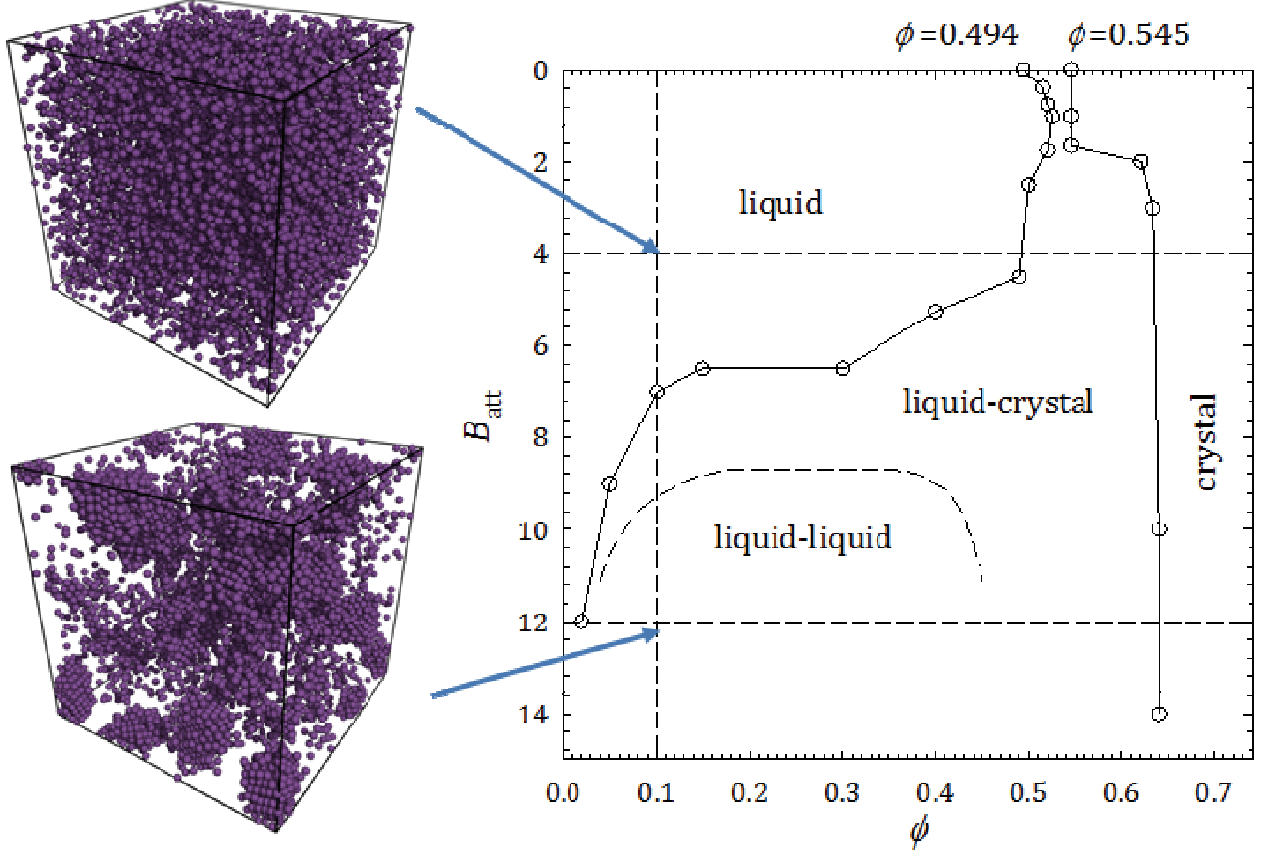 ϕ=0.494 ϕ=0.545
0
2
liquid
4
6
B_att
liquid-crystal
crystal
8
liquid-liquid
10
12
14
0.0 0.1 0.2 0.3 0.4 0.5 0.6 0.7
ϕ